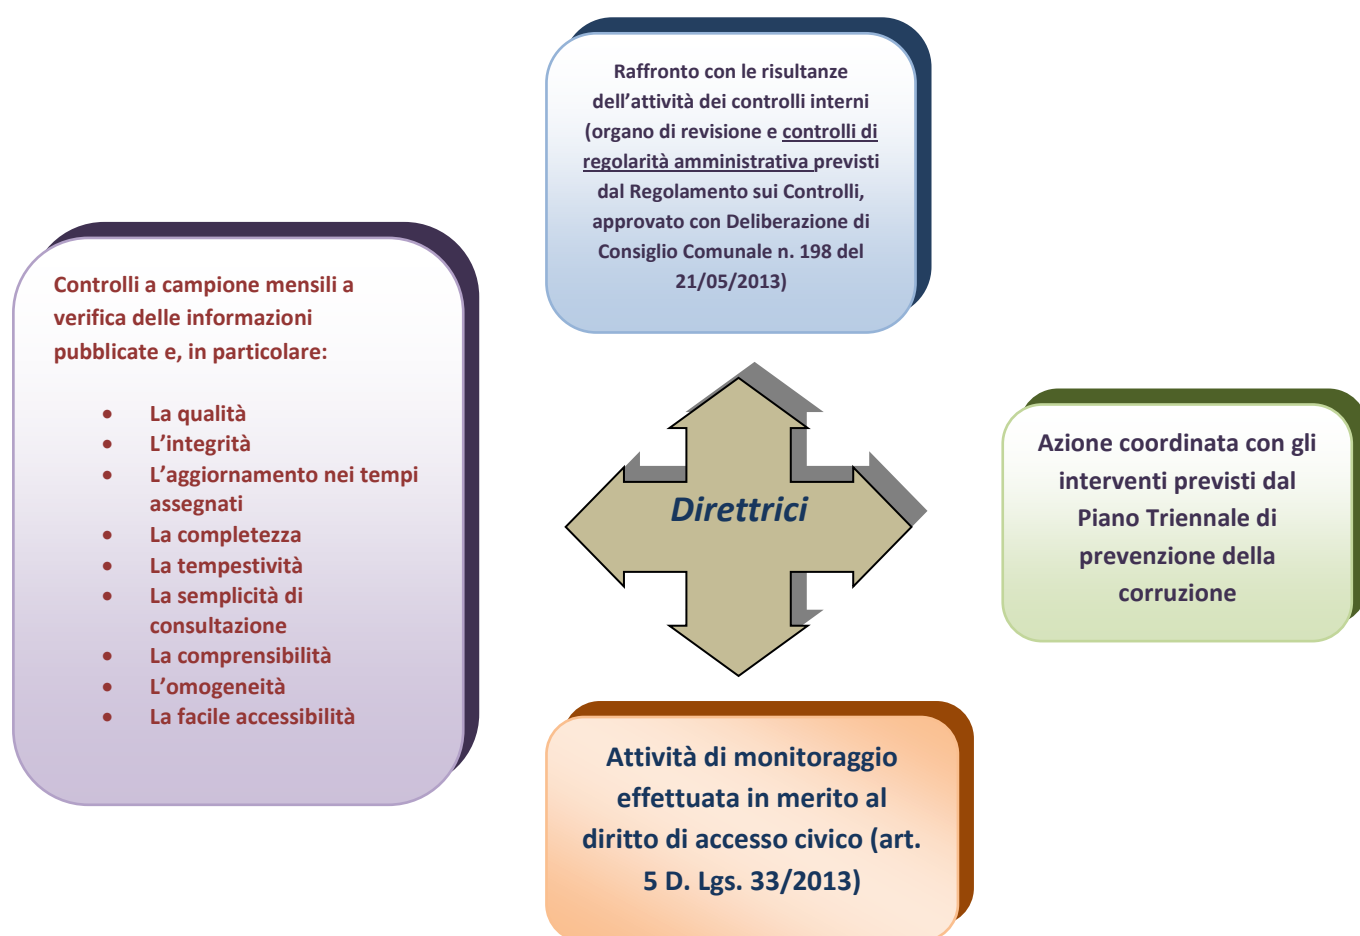 Raffronto con le risultanze
dell’attività dei controlli interni
(organo di revisione e controlli di
regolarità amministrativa previsti
dal Regolamento sui Controlli,
approvato con Deliberazione di
Consiglio Comunale n. 198 del
21/05/2013)
Controlli a campione mensili a
verifica delle informazioni
pubblicate e, in particolare:
• La qualità
• L’integrità
• L’aggiornamento nei tempi
assegnati
• La completezza
• La tempestività
• La semplicità di
consultazione
• La comprensibilità
• L’omogeneità
• La facile accessibilità
Direttrici
Azione coordinata con gli
interventi previsti dal
Piano Triennale di
prevenzione della
corruzione
Attività di monitoraggio
effettuata in merito al
diritto di accesso civico (art.
5 D. Lgs. 33/2013)